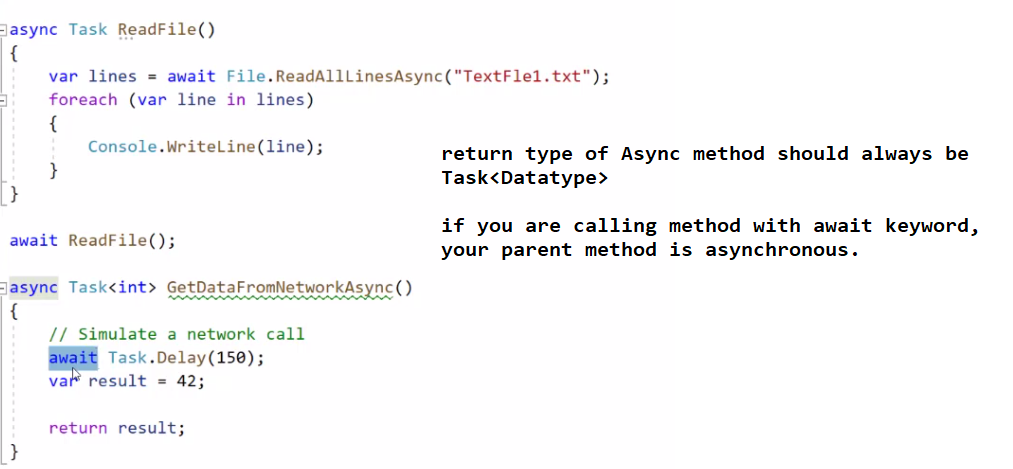 async Task ReadFile()
{
var lines = await File.ReadAllLinesAsync("TextFle1.txt");
foreach (var line in lines)
{
Console.WriteLine(line);
}
}
return type of Async method should always be
Task<Datatype>
if you are calling method with await keyword,
your parent method is asynchronous.
await ReadFile();
async Task<int> GetDataFromNetworkAsync()
{
// Simulate a network call
await Task.Delay(150);
var result = 42;
return result;
}